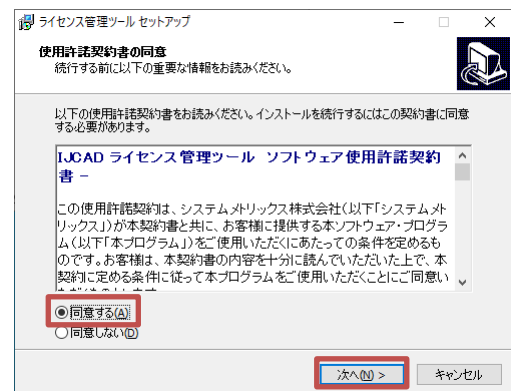 ライセンス管理ツール セットアップ
使用許諾契約書の同意
続行する前に以下の重要な情報をお読みください。
以下の使用許諾契約書をお読みください。インストールを続行するにはこの契約書に同意
する必要があります。
IJCAD ライセンス管理ツール ソフトウェア使用許諾契約
書 –
この使用許諾契約は、システムメトリックス株式会社(以下「システムメト
リックス」)が本契約書と共に、お客様に提供する本ソフトウェア・プログラ
ム(以下「本プログラム」)をご使用いただくにあたっての条件を定めるも
のです。お客様は、本契約書の内容を十分に読んでいただいた上で、本
契約に定める条件に従って本プログラムをご使用いただくことにご同意い
同意する(A)
同意しない(D)
次へ(N) >
キャンセル